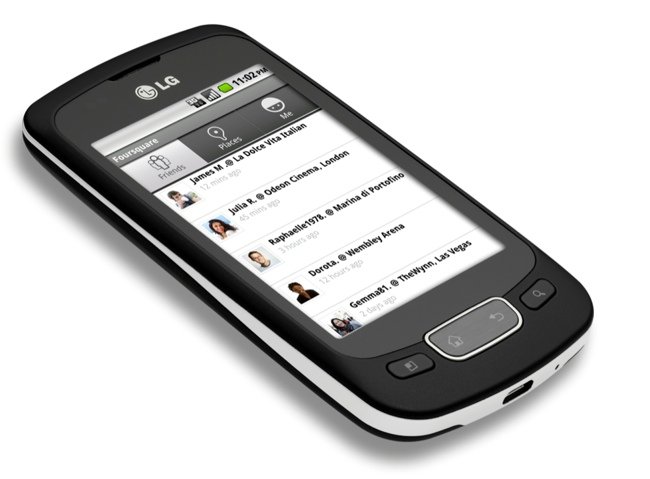 LG
3G
11:02 PM
Foursquare
Friends
Places
Me
James M. @ La Dolce Vita Italian
12 mins ago
Julia R. @ Odeon Cinema, London
45 mins ago
Raphaelle1978. @ Marina di Portofino
3 hours ago
Dorota. @ Wembley Arena
12 hours ago
Gemma81. @ TheWynn, Las Vegas
2 days ago